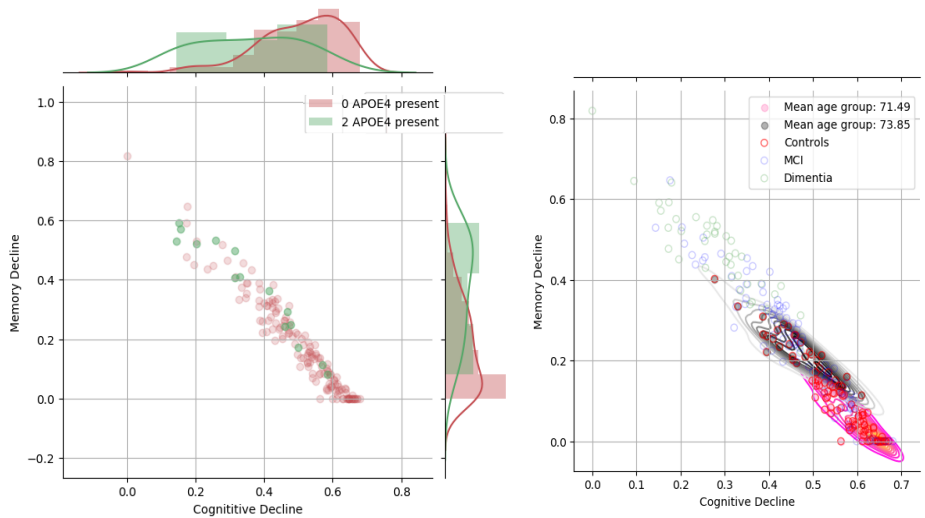 0 APOE4 present
2 APOE4 present
1.0
0.8
0.6
0.4
0.2
0.0
−0.2
Memory Decline
0.0
0.2
0.4
0.6
0.8
Cognititive Decline
Mean age group: 71.49
Mean age group: 73.85
Controls
MCI
Dimentia
0.8
0.6
0.4
0.2
0.0
Memory Decline
0.0
0.1
0.2
0.3
0.4
0.5
0.6
0.7
Cognitive Decline